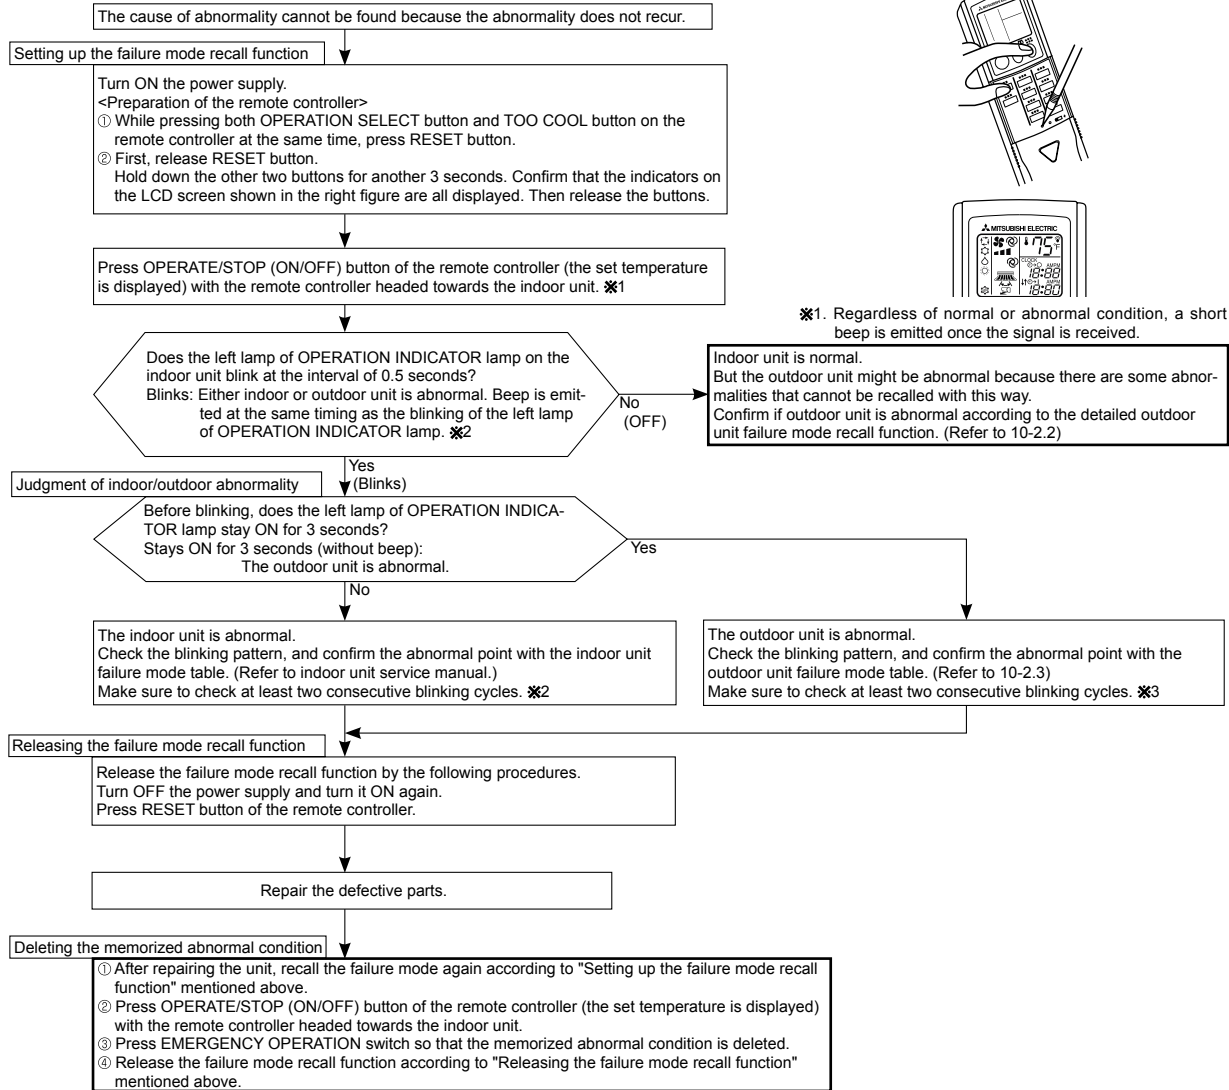 The cause of abnormality cannot be found because the abnormality does not recur.
Setting up the failure mode recall function
Turn ON the power supply.
<Preparation of the remote controller>
① While pressing both OPERATION SELECT button and TOO COOL button on the
remote controller at the same time, press RESET button.
② First, release RESET button.
Hold down the other two buttons for another 3 seconds. Confirm that the indicators on
the LCD screen shown in the right figure are all displayed. Then release the buttons.
MITSUBISHI ELECTRIC
75
°F
CLOCK
AMPM
18:88
AMPM
18:80
Press OPERATE/STOP (ON/OFF) button of the remote controller (the set temperature
is displayed) with the remote controller headed towards the indoor unit. ※1
※1. Regardless of normal or abnormal condition, a short
beep is emitted once the signal is received.
Does the left lamp of OPERATION INDICATOR lamp on the
indoor unit blink at the interval of 0.5 seconds?
Blinks: Either indoor or outdoor unit is abnormal. Beep is emit-
ted at the same timing as the blinking of the left lamp
of OPERATION INDICATOR lamp. ※2
No
(OFF)
Indoor unit is normal.
But the outdoor unit might be abnormal because there are some abnor-
malities that cannot be recalled with this way.
Confirm if outdoor unit is abnormal according to the detailed outdoor
unit failure mode recall function. (Refer to 10-2.2)
Yes
(Blinks)
Judgment of indoor/outdoor abnormality
Before blinking, does the left lamp of OPERATION INDICA-
TOR lamp stay ON for 3 seconds?
Stays ON for 3 seconds (without beep):
The outdoor unit is abnormal.
Yes
No
The indoor unit is abnormal.
Check the blinking pattern, and confirm the abnormal point with the indoor unit
failure mode table. (Refer to indoor unit service manual.)
Make sure to check at least two consecutive blinking cycles. ※2
The outdoor unit is abnormal.
Check the blinking pattern, and confirm the abnormal point with the
outdoor unit failure mode table. (Refer to 10-2.3)
Make sure to check at least two consecutive blinking cycles. ※3
Releasing the failure mode recall function
Release the failure mode recall function by the following procedures.
Turn OFF the power supply and turn it ON again.
Press RESET button of the remote controller.
Repair the defective parts.
Deleting the memorized abnormal condition
① After repairing the unit, recall the failure mode again according to "Setting up the failure mode recall
function" mentioned above.
② Press OPERATE/STOP (ON/OFF) button of the remote controller (the set temperature is displayed)
with the remote controller headed towards the indoor unit.
③ Press EMERGENCY OPERATION switch so that the memorized abnormal condition is deleted.
④ Release the failure mode recall function according to "Releasing the failure mode recall function"
mentioned above.